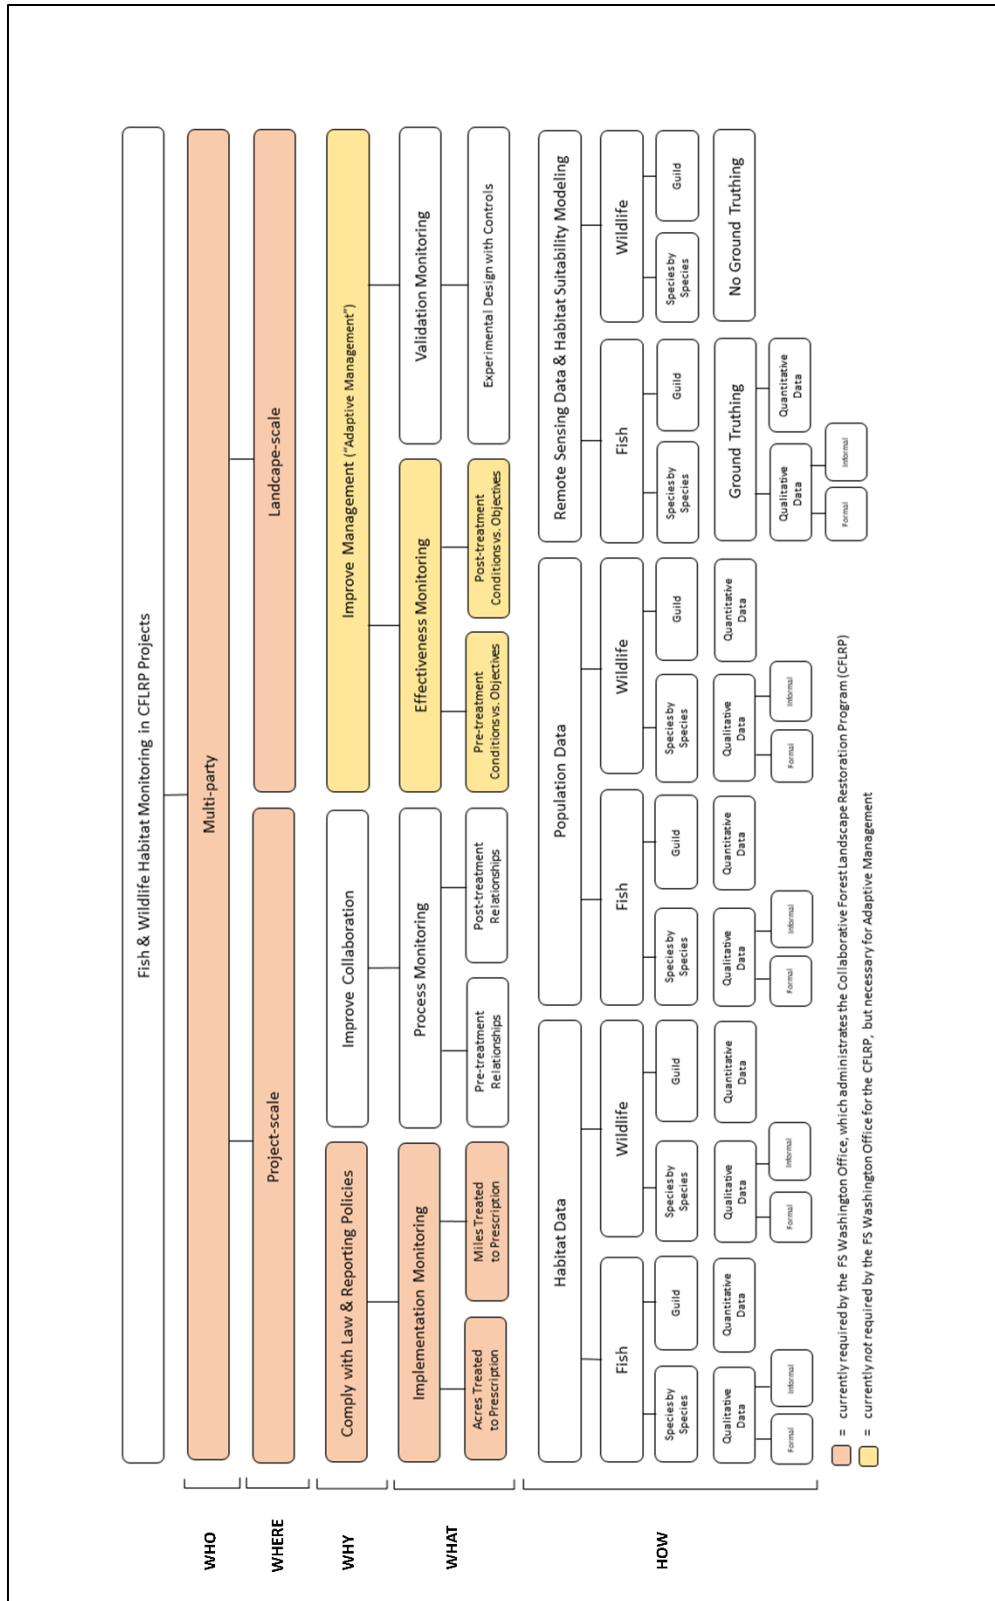 Fish & Wildlife Habitat Monitoring in CFLRP Projects
WHO
Multi-party
WHERE
Project-scale
Landcape-scale
WHY
Comply with Law & Reporting Policies
Improve Collaboration
Improve Management ("Adaptive Management")
WHAT
Implementation Monitoring
Process Monitoring
Effectiveness Monitoring
Validation Monitoring
Acres Treated
to Prescription
Miles Treated
to Prescription
Pre-treatment
Relationships
Post-treatment
Relationships
Pre-treatment
Conditions vs. Objectives
Post-treatment
Conditions vs. Objectives
Experimental Design with Controls
HOW
Habitat Data
Population Data
Remote Sensing Data & Habitat Suitability Modeling
Fish
Wildlife
Fish
Wildlife
Fish
Wildlife
Species by
Species
Guild
Species by
Species
Guild
Species by
Species
Guild
Species by
Species
Guild
Species by
Species
Guild
Species by
Species
Guild
Qualitative
Data
Quantitative
Data
Qualitative
Data
Quantitative
Data
Qualitative
Data
Quantitative
Data
Qualitative
Data
Quantitative
Data
Ground Truthing
No Ground Truthing
Formal
Informal
Formal
Informal
Formal
Informal
Formal
Informal
Qualitative
Data
Quantitative
Data
Formal
Informal
= currently required by the FS Washington Office, which administrates the Collaborative Forest Landscape Restoration Program (CFLRP)
= currently not required by the FS Washington Office for the CFLRP, but necessary for Adaptive Management